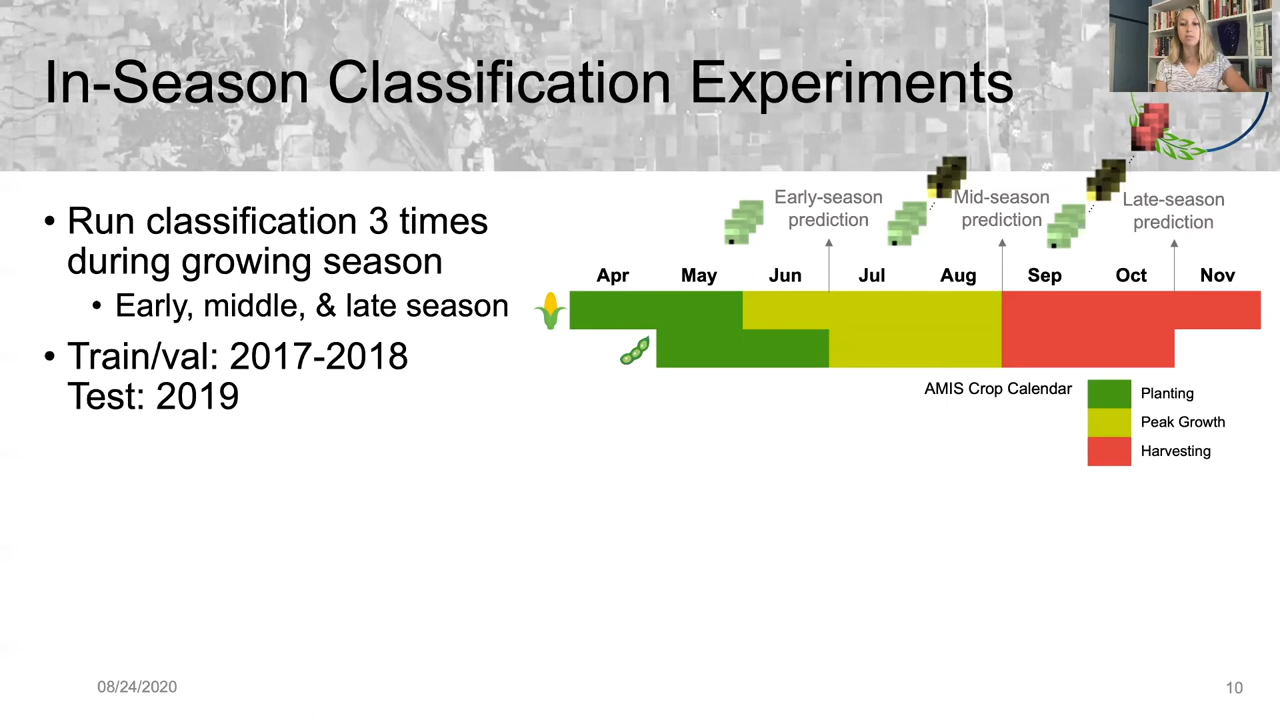 In-Season Classification Experiments
• Run classification 3 times
during growing season
• Early, middle, & late season
• Train/val: 2017-2018
Test: 2019
Early-season
prediction
Mid-season
prediction
Late-season
prediction
Apr May Jun Jul Aug Sep Oct Nov
AMIS Crop Calendar
Planting
Peak Growth
Harvesting
08/24/2020
10